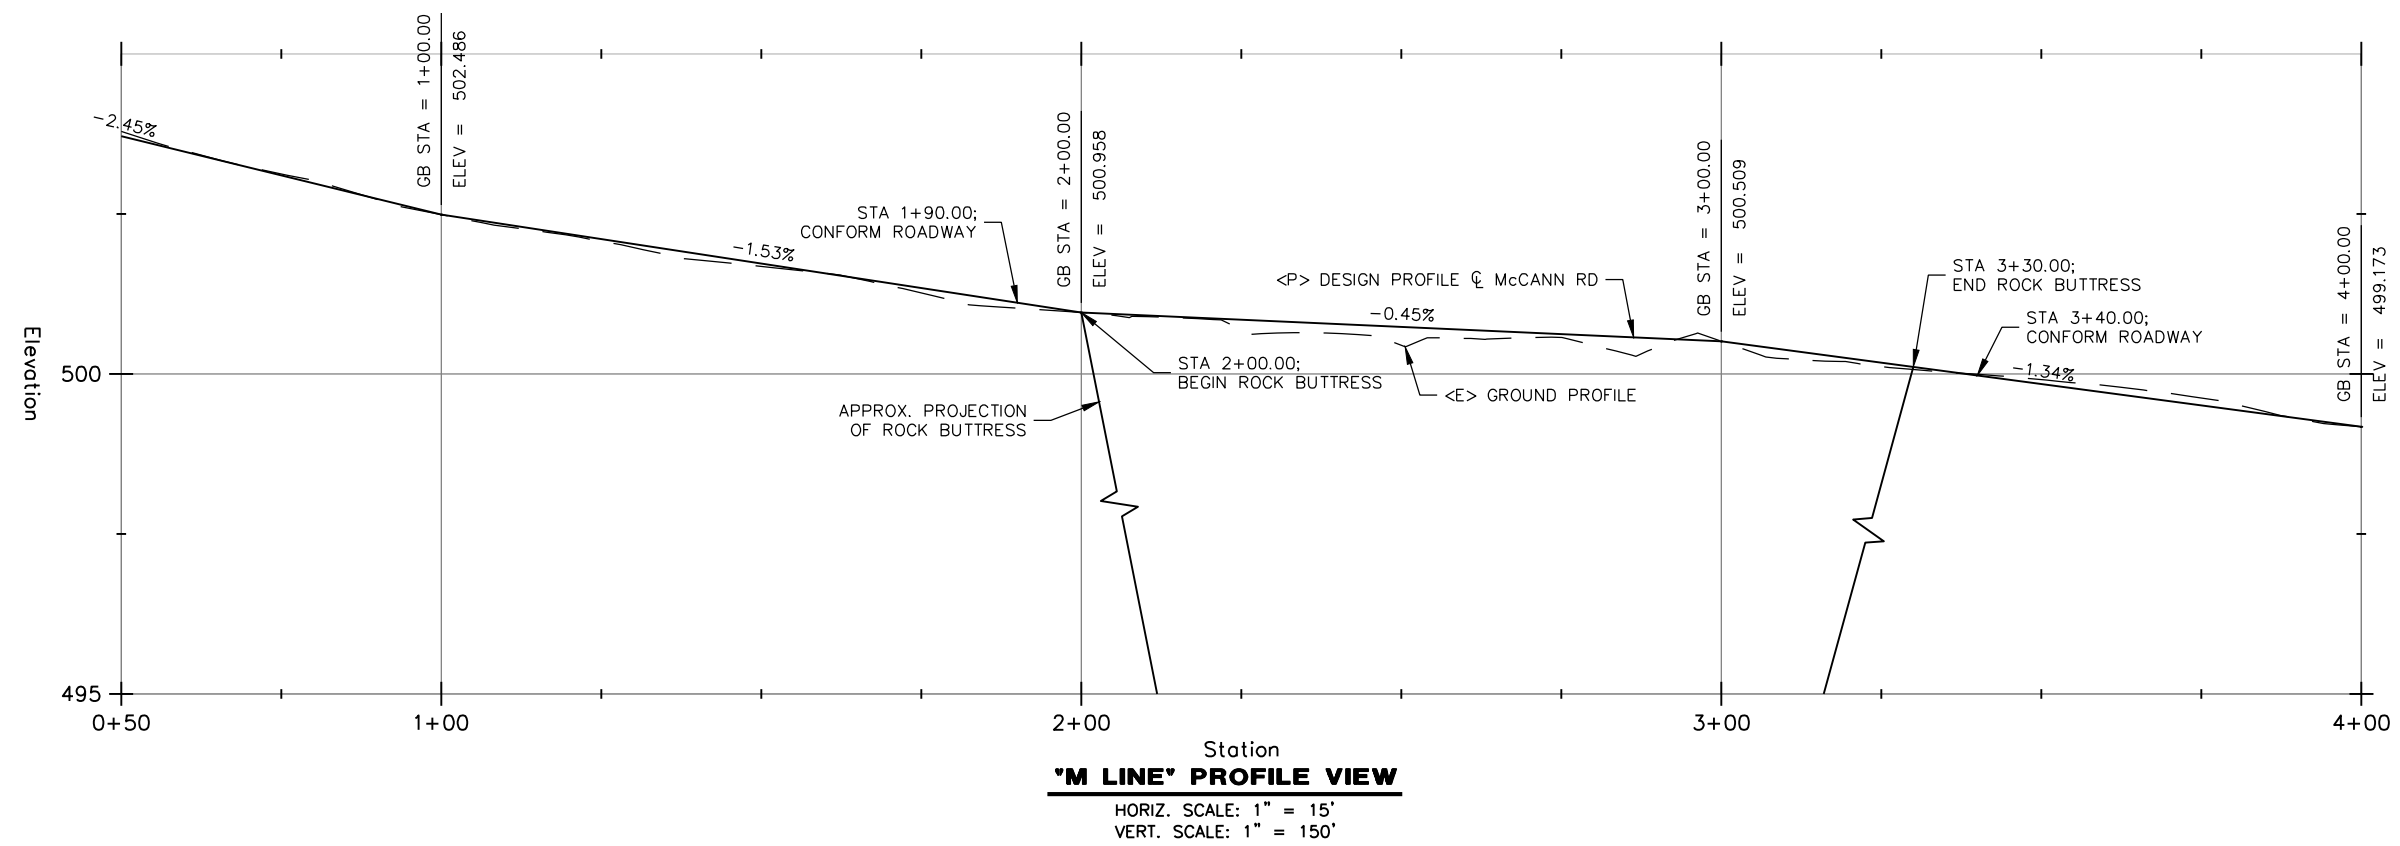 GB STA = 1+00.00
ELEV = 502.486
-2.45%
GB STA = 2+00.00
ELEV = 500.958
GB STA = 3+00.00
ELEV = 500.509
STA 1+90.00;
CONFORM ROADWAY
-1.53%
<P> DESIGN PROFILE ℄ McCANN RD
-0.45%
STA 3+30.00;
END ROCK BUTTRESS
STA 3+40.00;
CONFORM ROADWAY
GB STA = 4+00.00
ELEV = 499.173
-1.34%
Elevation
500
STA 2+00.00;
BEGIN ROCK BUTTRESS
<E> GROUND PROFILE
APPROX. PROJECTION
OF ROCK BUTTRESS
495
0+50 1+00 2+00 3+00 4+00
Station
"M LINE" PROFILE VIEW
HORIZ. SCALE: 1" = 15'
VERT. SCALE: 1" = 150'